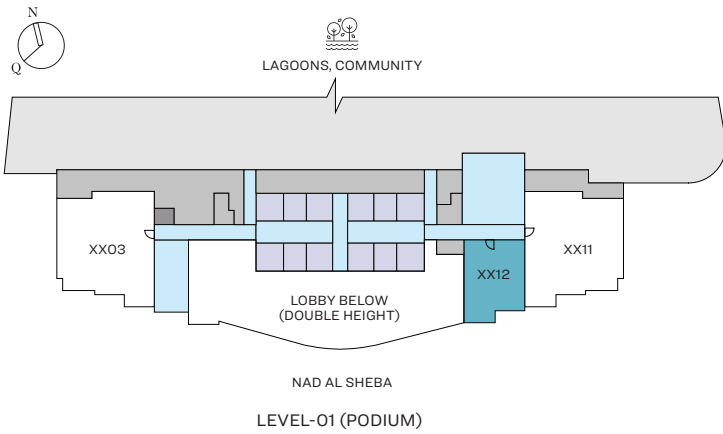 N
Q
LAGOONS, COMMUNITY
XX03
XX11
XX12
LOBBY BELOW
(DOUBLE HEIGHT)
NAD AL SHEBA
LEVEL-01 (PODIUM)